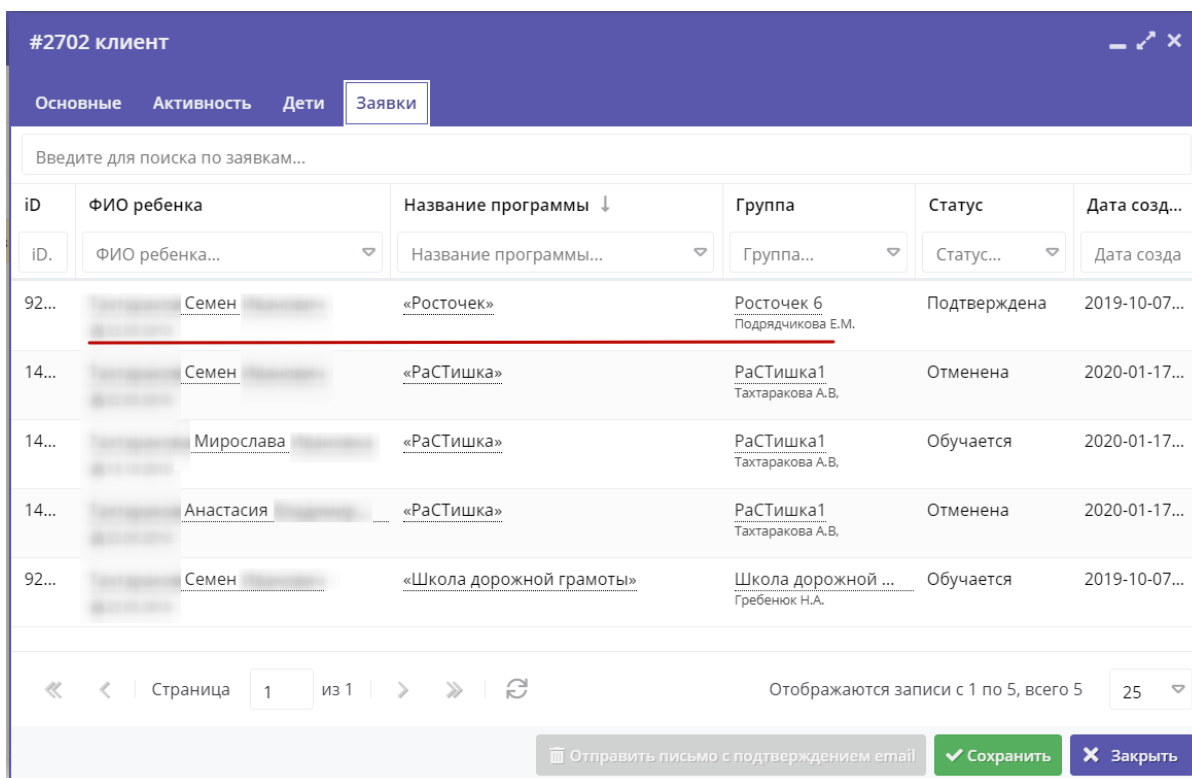 #2702 клиент
Основные Активность Дети Заявки
Введите для поиска по заявкам...
iD ФИО ребенка Название программы Группа Статус Дата созд...
iD. ФИО ребенка... Название программы... Группа... Статус... Дата созда
92... Семен «Росточек» Росточек 6 Подтверждена 2019-10-07...
Подрядчикова Е.М.
14... Семен «РаСТишка» РаСТишка1 Отменена 2020-01-17...
Тахтаракова А.В,
14... Мирослава «РаСТишка» РаСТишка1 Обучается 2020-01-17...
Тахтаракова А.В,
14... Анастасия «РаСТишка» РаСТишка1 Отменена 2020-01-17...
Тахтаракова А.В,
92... Семен «Школа дорожной грамоты» Школа дорожной ... Обучается 2019-10-07...
Гребенюк Н.А.
Страница 1 из 1 Отображаются записи с 1 по 5, всего 5 25
Отправить письмо с подтверждением email Сохранить Закрыть